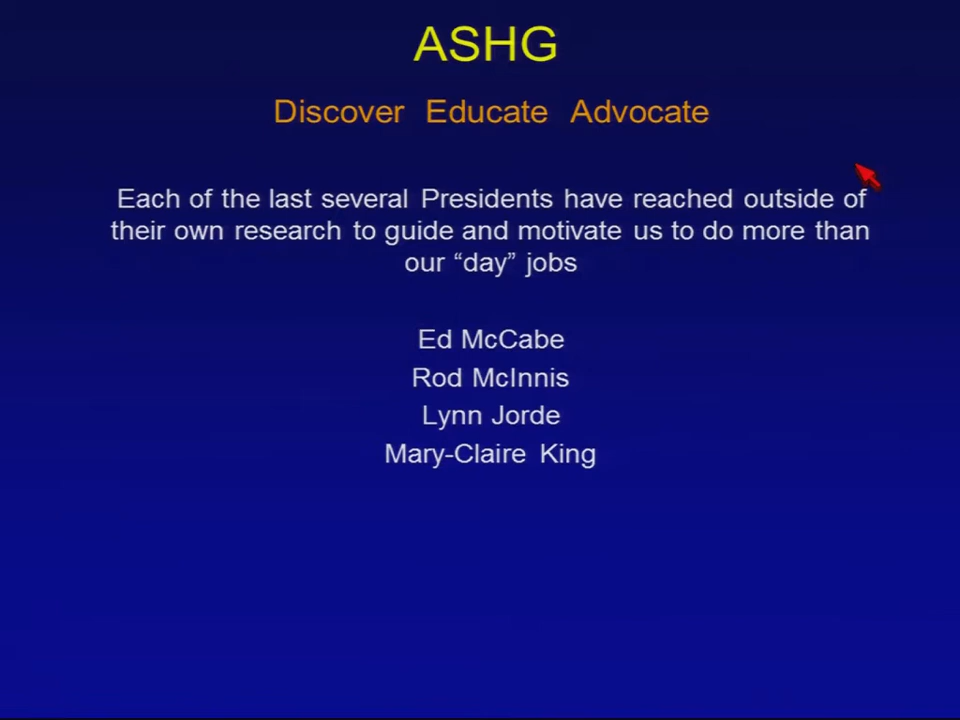 ASHG
Discover Educate Advocate
Each of the last several Presidents have reached outside of
their own research to guide and motivate us to do more than
our “day” jobs
Ed McCabe
Rod McInnis
Lynn Jorde
Mary-Claire King